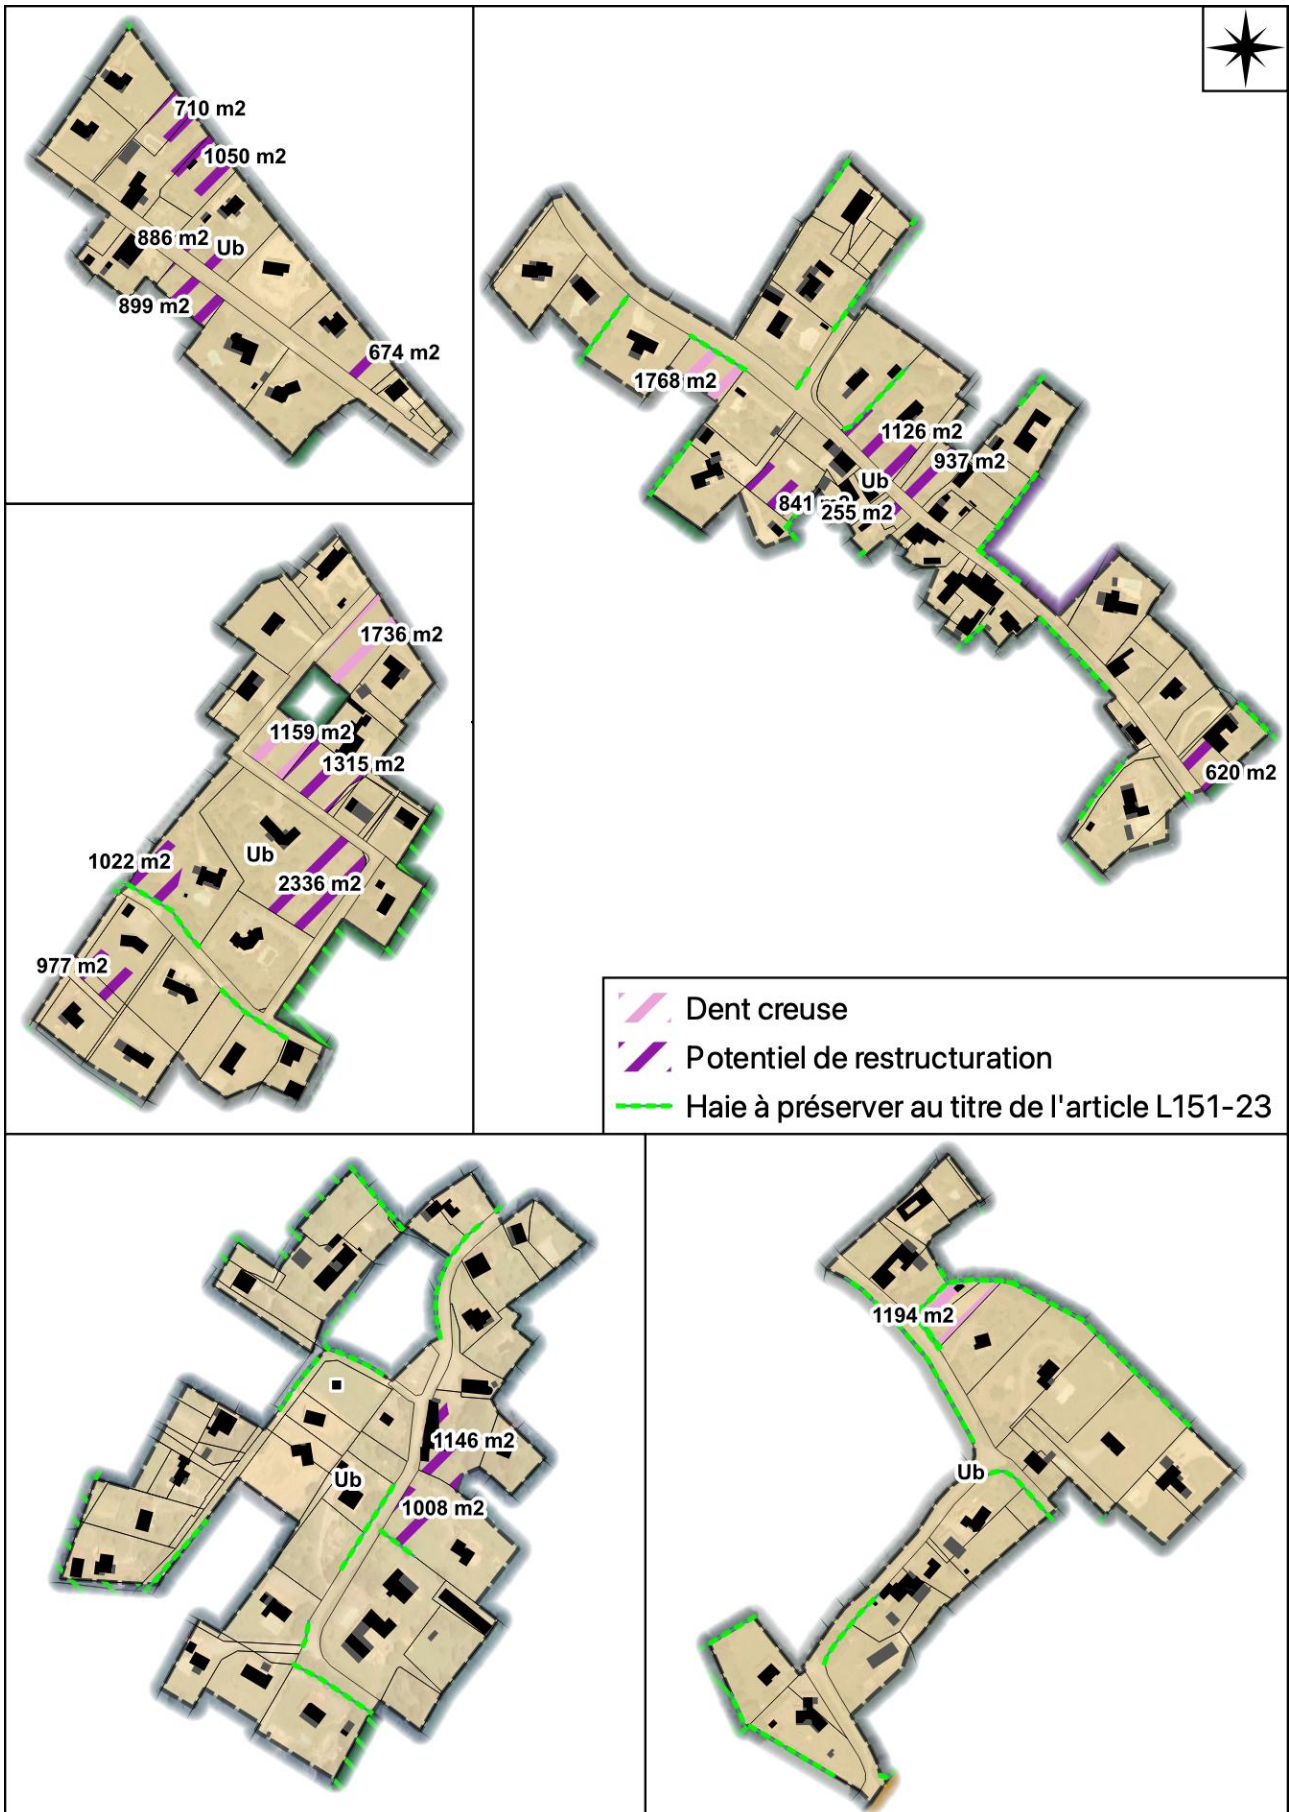 710 m2
1050 m2
886 m2
Ub
899 m2
674 m2
1768 m2
1126 m2
937 m2
Ub
841 m2
255 m2
620 m2
1736 m2
1159 m2
1315 m2
Ub
1022 m2
2336 m2
977 m2
Dent creuse
Potentiel de restructuration
Haie à préserver au titre de l'article L151-23
1146 m2
Ub
1008 m2
1194 m2
Ub